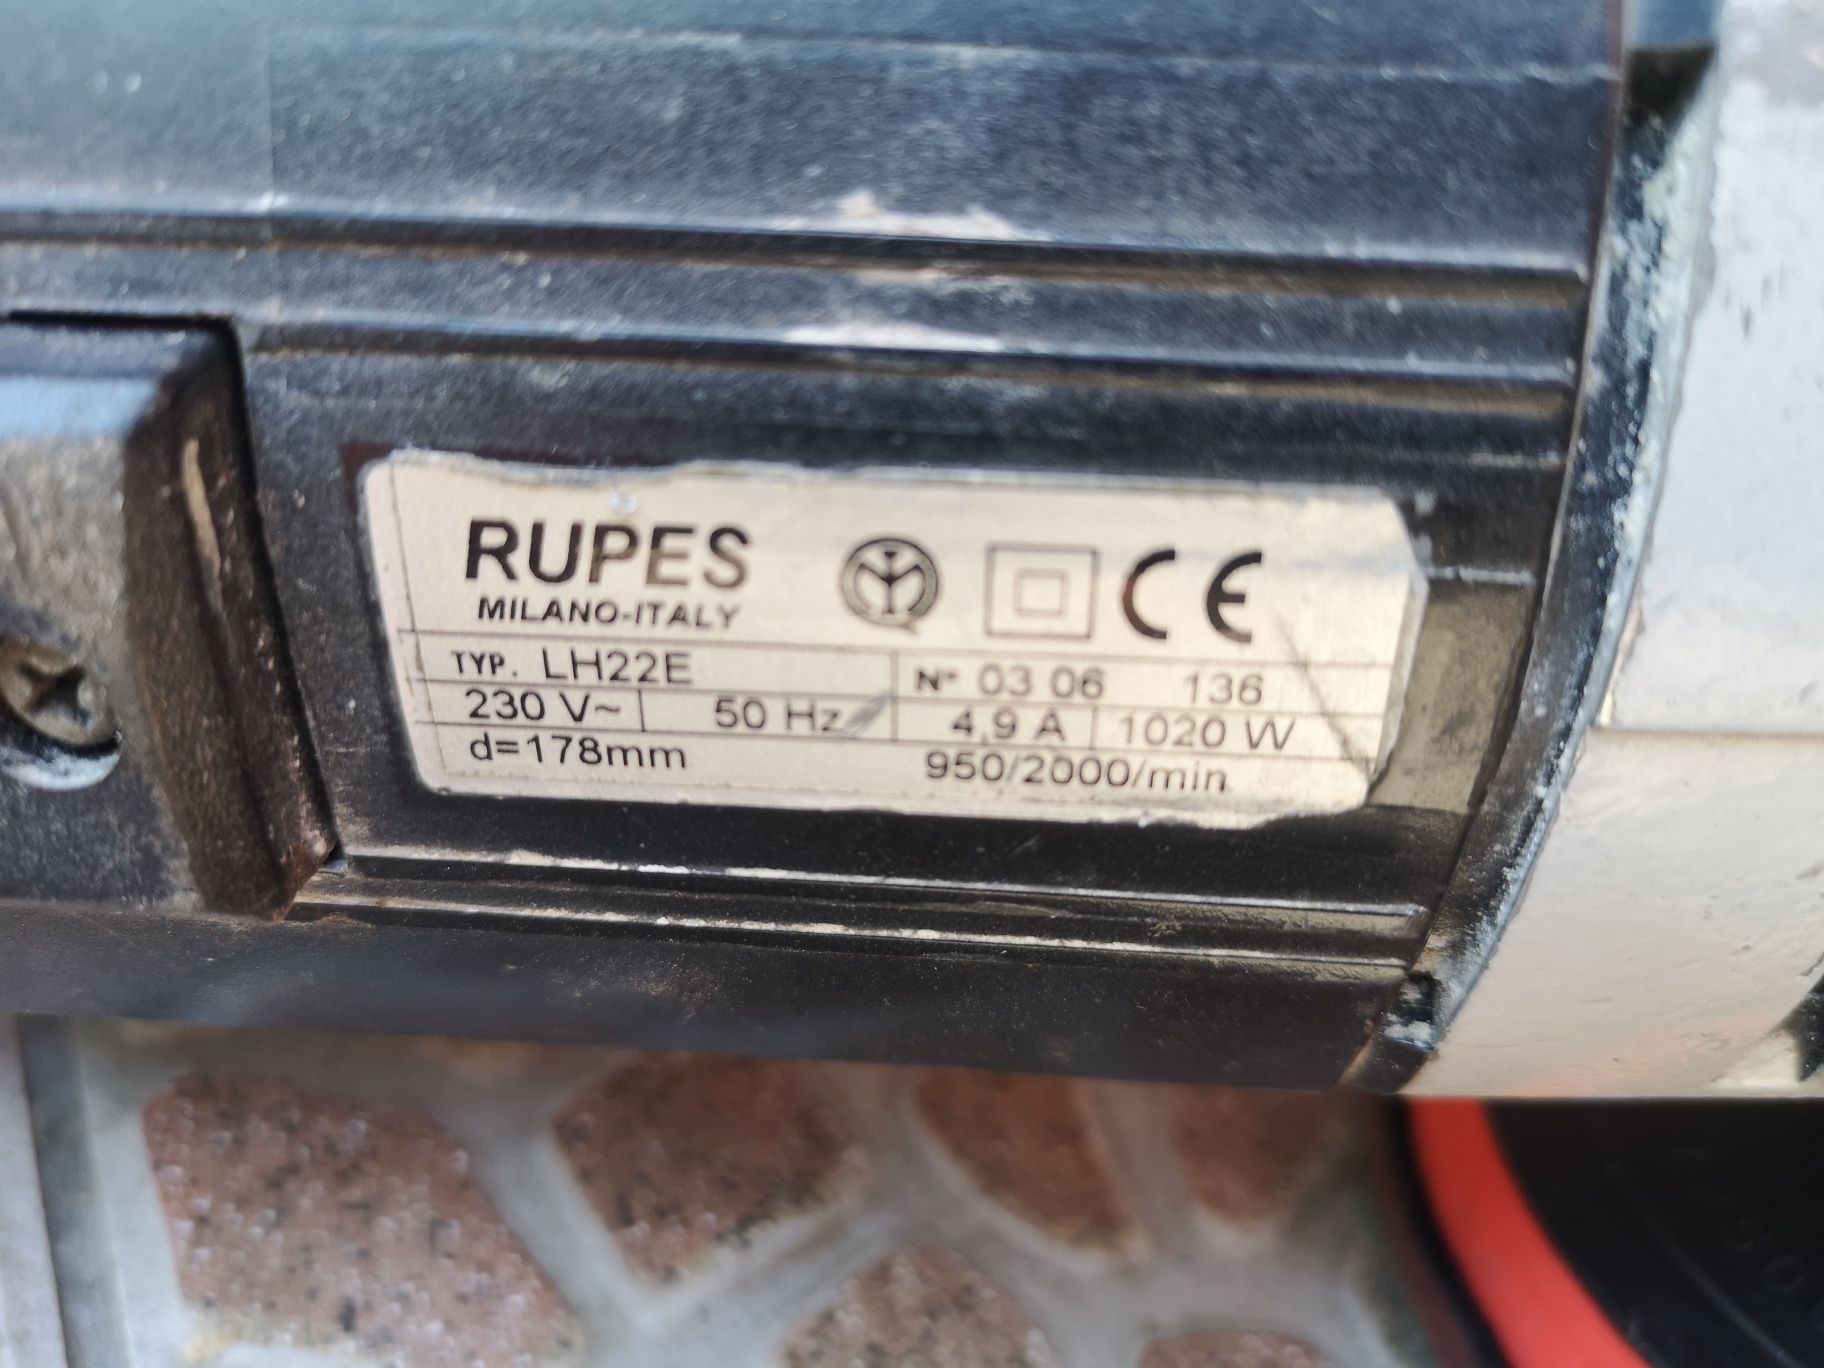 RUPES
MILANO-ITALY
CE
TYP. LH22E N° 03 06 136
230 V~ 50 Hz 4,9 A 1020 W
d=178mm 950/2000/min